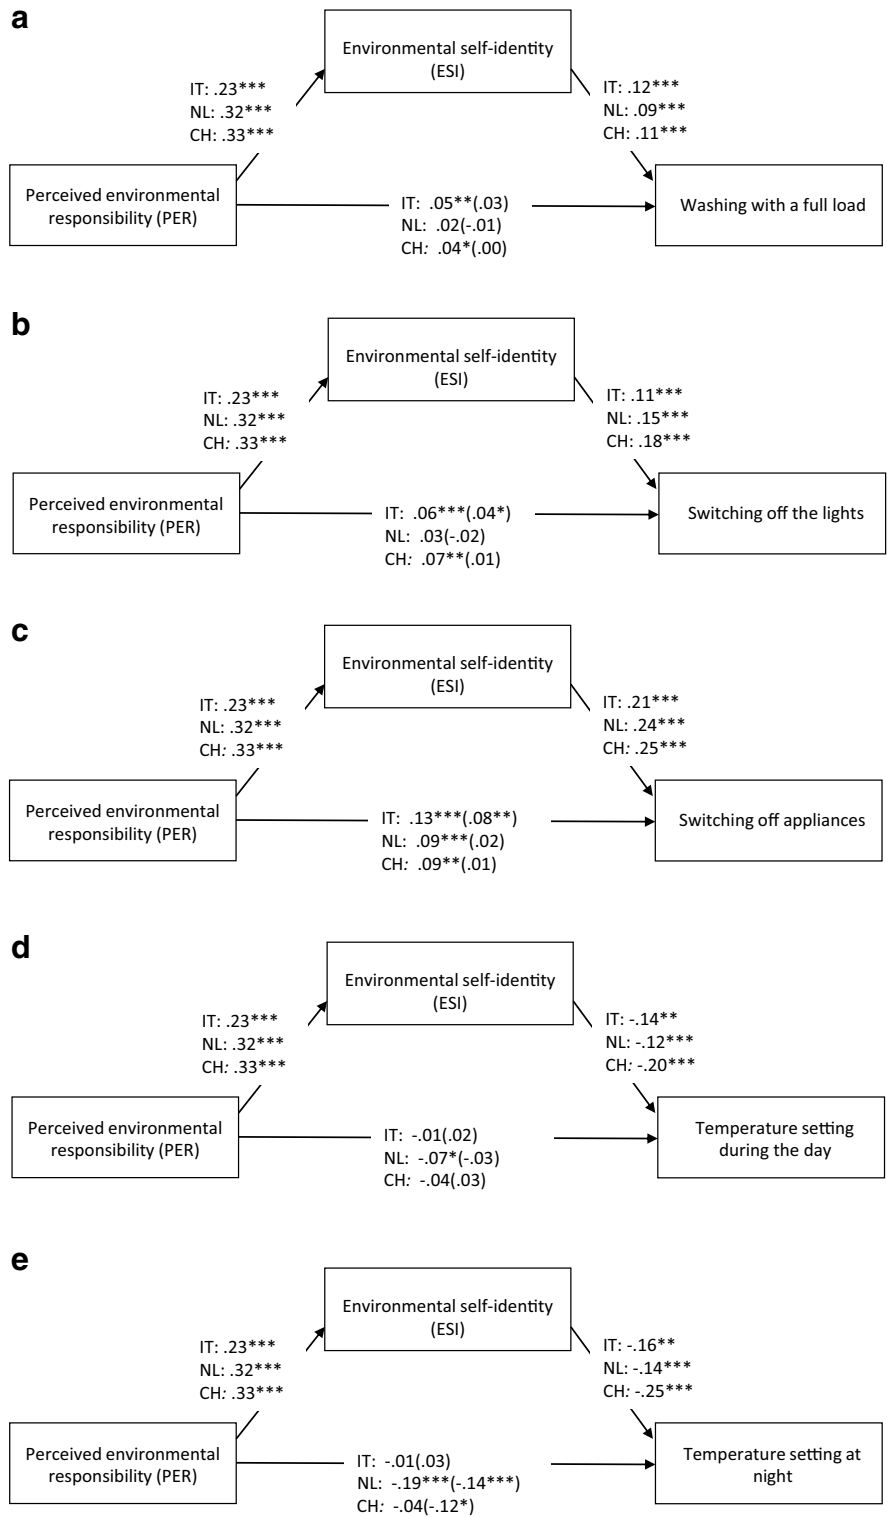 a
Environmental self-identity
(ESI)
IT: .23***
NL: .32***
CH: .33***
IT: .12***
NL: .09***
CH: .11***
Perceived environmental
responsibility (PER)
IT: .05**(.03)
NL: .02(-.01)
CH: .04*(.00)
Washing with a full load
b
Environmental self-identity
(ESI)
IT: .23***
NL: .32***
CH: .33***
IT: .11***
NL: .15***
CH: .18***
Perceived environmental
responsibility (PER)
IT: .06***(.04*)
NL: .03(-.02)
CH: .07**(.01)
Switching off the lights
c
Environmental self-identity
(ESI)
IT: .23***
NL: .32***
CH: .33***
IT: .21***
NL: .24***
CH: .25***
Perceived environmental
responsibility (PER)
IT: .13***(.08**)
NL: .09***(.02)
CH: .09**(.01)
Switching off appliances
d
Environmental self-identity
(ESI)
IT: .23***
NL: .32***
CH: .33***
IT: -.14**
NL: -.12***
CH: -.20***
Perceived environmental
responsibility (PER)
IT: -.01(.02)
NL: -.07*(-.03)
CH: -.04(.03)
Temperature setting
during the day
e
Environmental self-identity
(ESI)
IT: .23***
NL: .32***
CH: .33***
IT: -.16**
NL: -.14***
CH: -.25***
Perceived environmental
responsibility (PER)
IT: -.01(.03)
NL: -.19***(-.14***)
CH: -.04(-.12*)
Temperature setting at
night